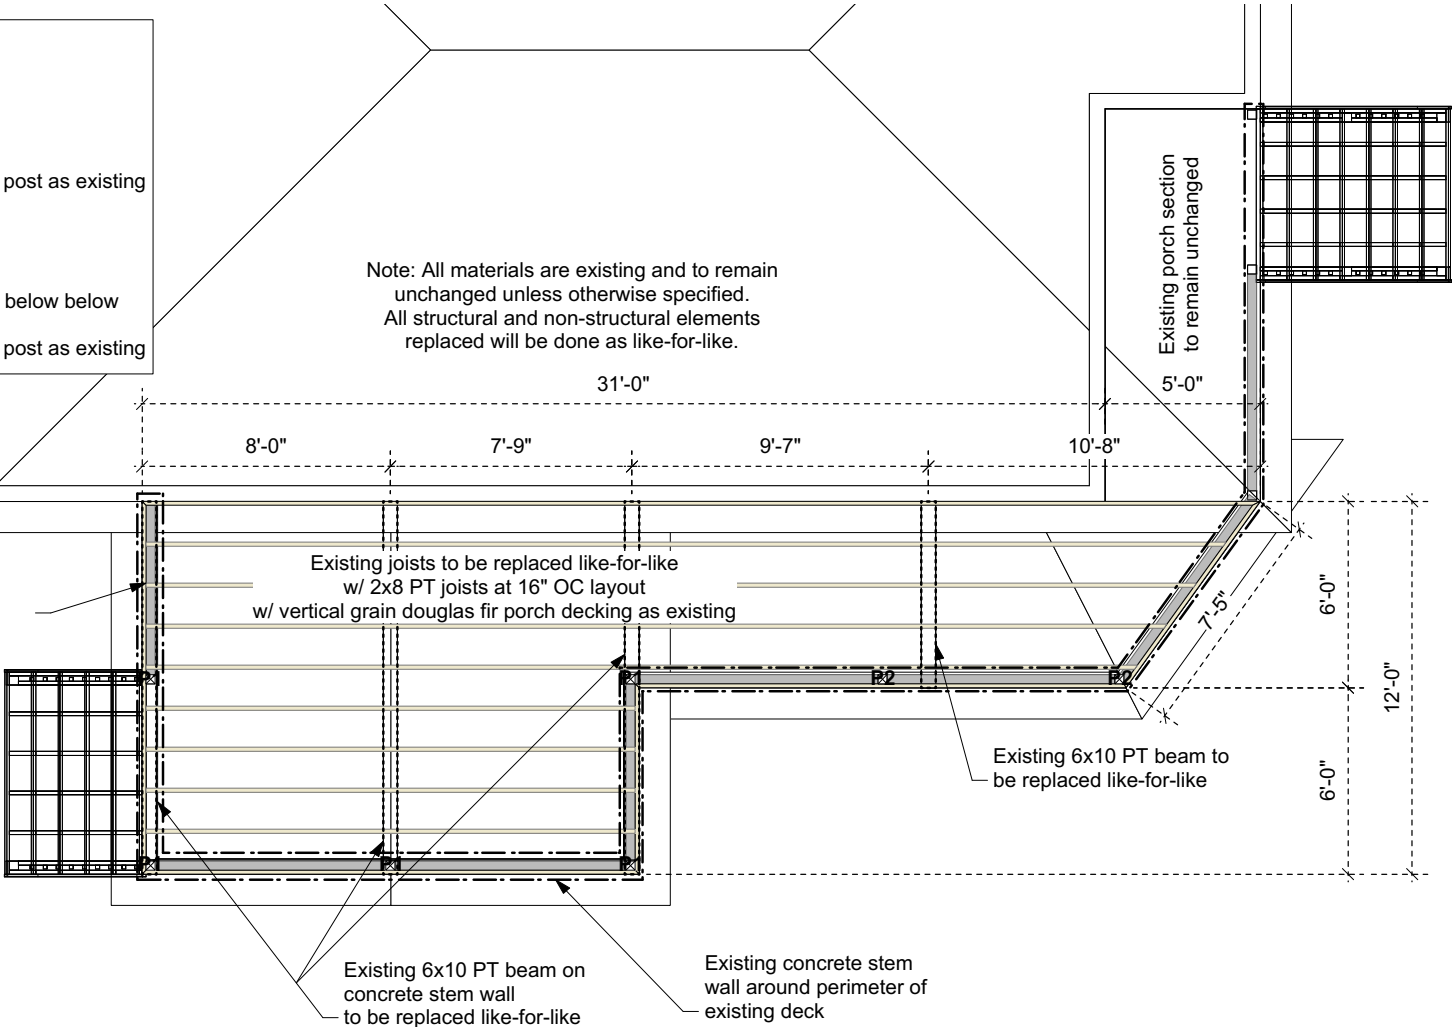 post as existing
below below
post as existing
Note: All materials are existing and to remain
unchanged unless otherwise specified.
All structural and non-structural elements
replaced will be done as like-for-like.
Existing porch section
to remain unchanged
31'-0"
5'-0"
8'-0"
7'-9"
9'-7"
10'-8"
Existing joists to be replaced like-for-like
w/ 2x8 PT joists at 16" OC layout
w/ vertical grain douglas fir porch decking as existing
6'-0"
7'-5"
12'-0"
P2
P2
Existing 6x10 PT beam to
be replaced like-for-like
6'-0"
Existing 6x10 PT beam on
concrete stem wall
to be replaced like-for-like
Existing concrete stem
wall around perimeter of
existing deck